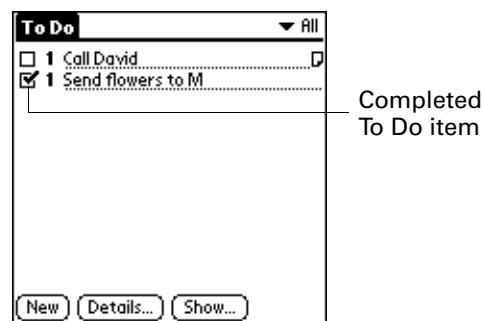 To Do
All
1 Call David
1 Send flowers to M
Completed
To Do item
New Details... Show...